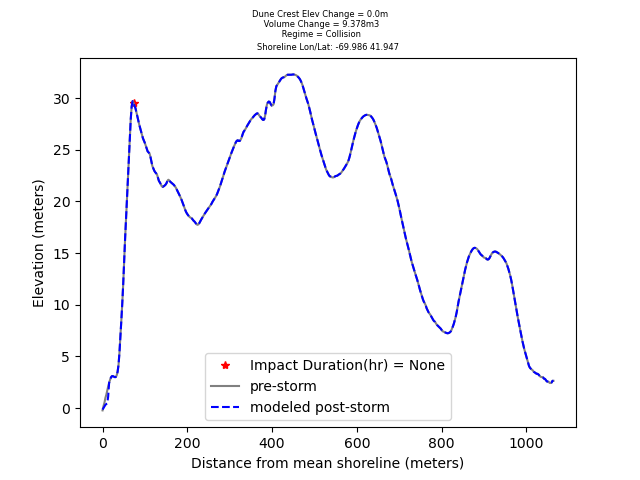 Dune Crest Elev Change = 0.0m
Volume Change = 9.378m3
Regime = Collision
Shoreline Lon/Lat: -69.986 41.947
30
25
20
15
10
5
0
Elevation (meters)
Impact Duration(hr) = None
pre-storm
modeled post-storm
0 200 400 600 800 1000
Distance from mean shoreline (meters)